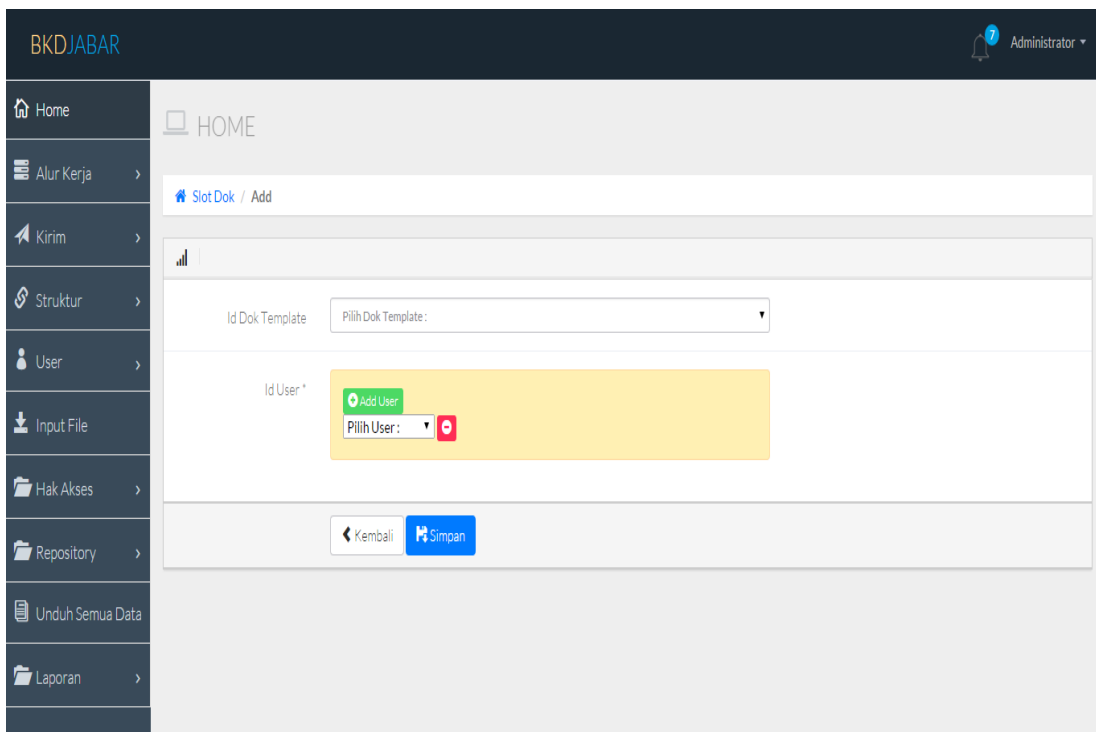 BKDJABAR
7
Administrator
Home
Alur Kerja
Kirim
Struktur
User
Input File
Hak Akses
Repository
Unduh Semua Data
Laporan
HOME
Slot Dok / Add
Id Dok Template
Pilih Dok Template :
Id User *
Add User
Pilih User :
Kembali
Simpan